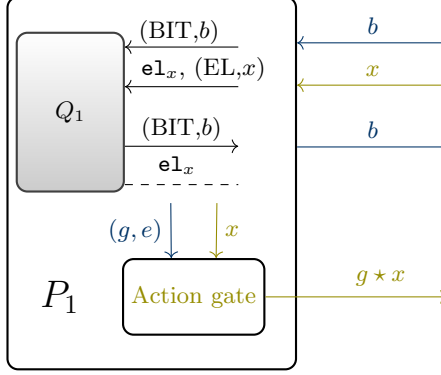 (BIT,b) b
el_x, (EL,x) x
Q_1
(BIT,b) b
el_x
(g, e) x
P_1 Action gate g ⋆ x